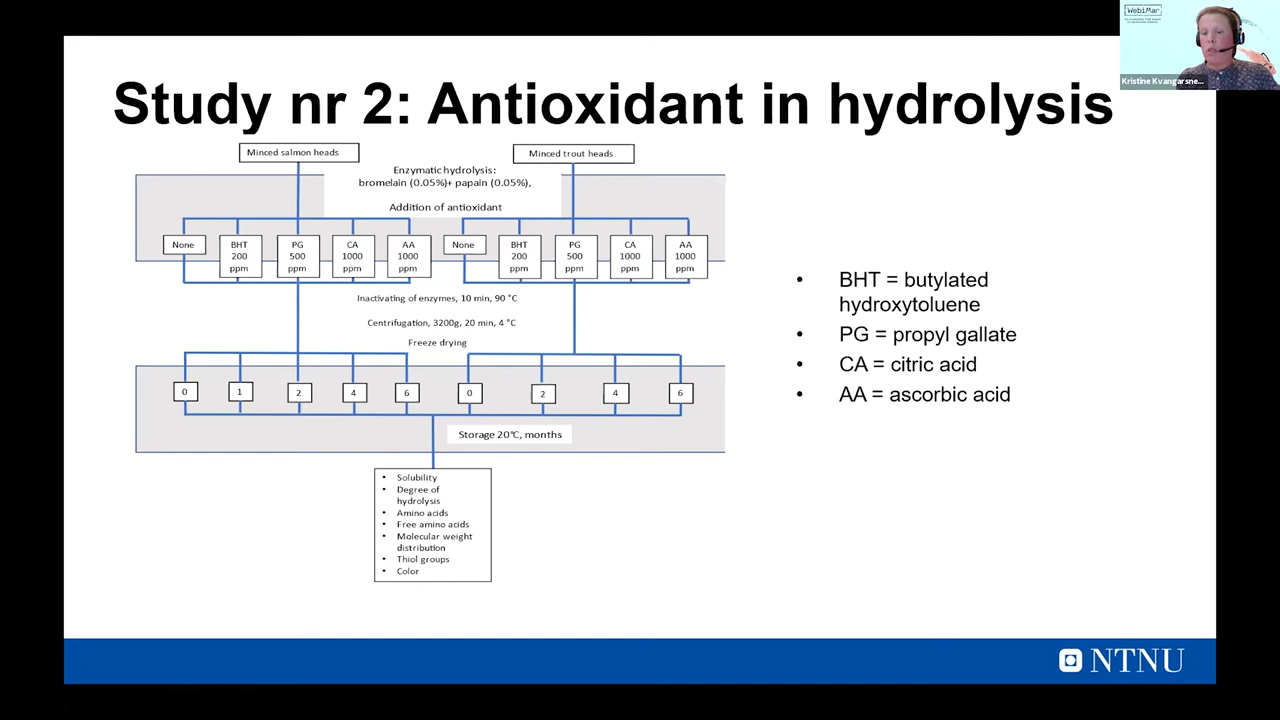 WebiMar
Kristine Kvangarsne...
Study nr 2: Antioxidant in hydrolysis
Minced salmon heads
Minced trout heads
Enzymatic hydrolysis:
bromelain (0.05%)+ papain (0.05%),
Addition of antioxidant
None
BHT
200
ppm
PG
500
ppm
CA
1000
ppm
AA
1000
ppm
None
BHT
200
ppm
PG
500
ppm
CA
1000
ppm
AA
1000
ppm
Inactivating of enzymes, 10 min, 90 °C
Centrifugation, 3200g, 20 min, 4 °C
Freeze drying
0
1
2
4
6
0
2
4
6
Storage 20°C, months
• Solubility
• Degree of
hydrolysis
• Amino acids
• Free amino acids
• Molecular weight
distribution
• Thiol groups
• Color
• BHT = butylated
hydroxytoluene
• PG = propyl gallate
• CA = citric acid
• AA = ascorbic acid
NTNU